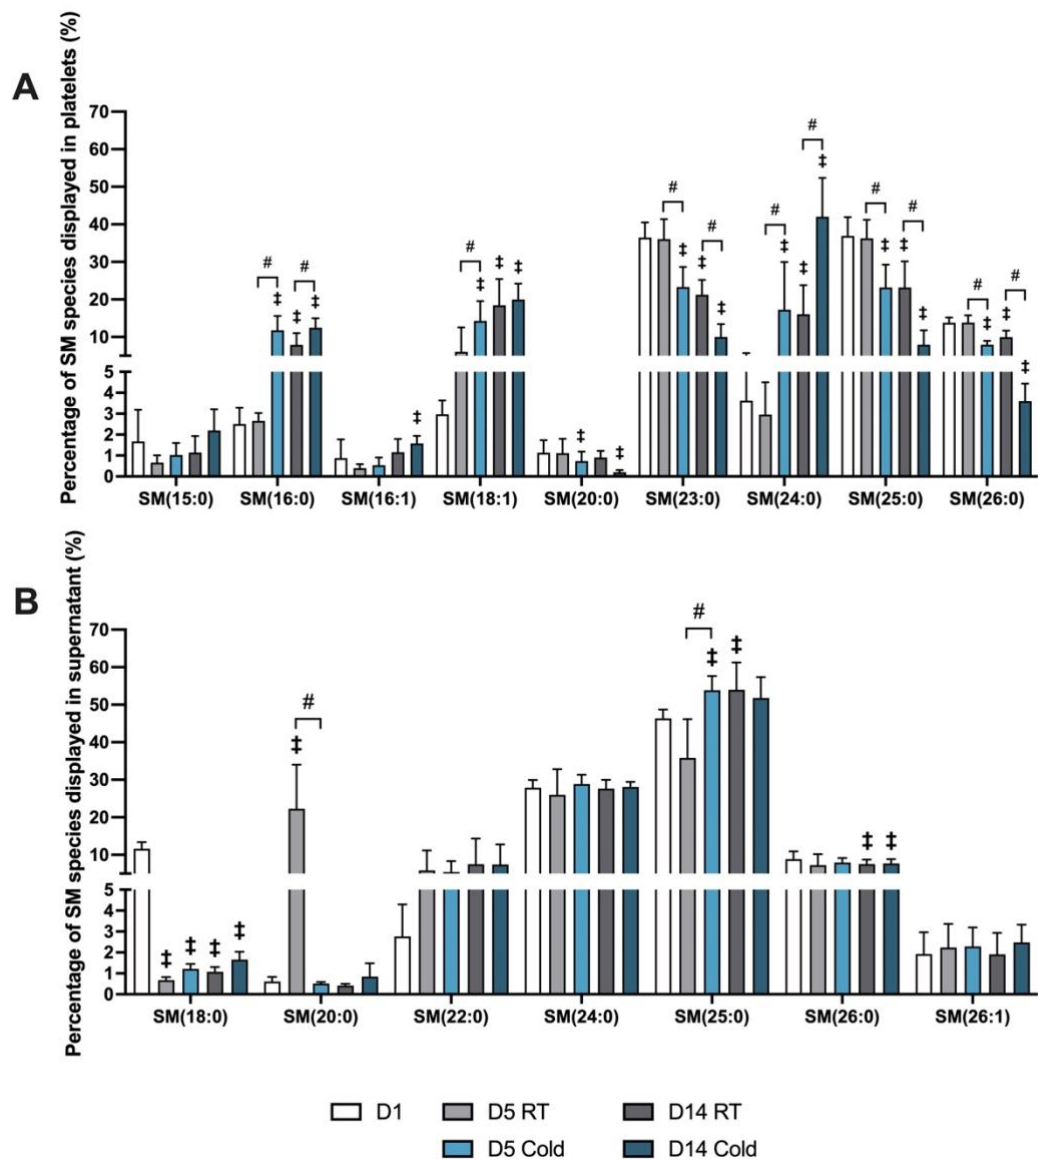 A
Percentage of SM species displayed in platelets (%)
70
60
50
40
30
20
10
5
4
3
2
1
0
# # # # # # # # # #
‡ ‡ ‡ ‡ ‡ ‡ ‡ ‡ ‡ ‡ ‡ ‡ ‡ ‡ ‡ ‡ ‡ ‡ ‡ ‡ ‡ ‡ ‡
SM(15:0) SM(16:0) SM(16:1) SM(18:1) SM(20:0) SM(23:0) SM(24:0) SM(25:0) SM(26:0)
B
Percentage of SM species displayed in supernatant (%)
70
60
50
40
30
20
10
5
4
3
2
1
0
# #
‡ ‡ ‡ ‡ ‡ ‡ ‡ ‡ ‡
SM(18:0) SM(20:0) SM(22:0) SM(24:0) SM(25:0) SM(26:0) SM(26:1)
D1 D5 RT D14 RT
D5 Cold D14 Cold